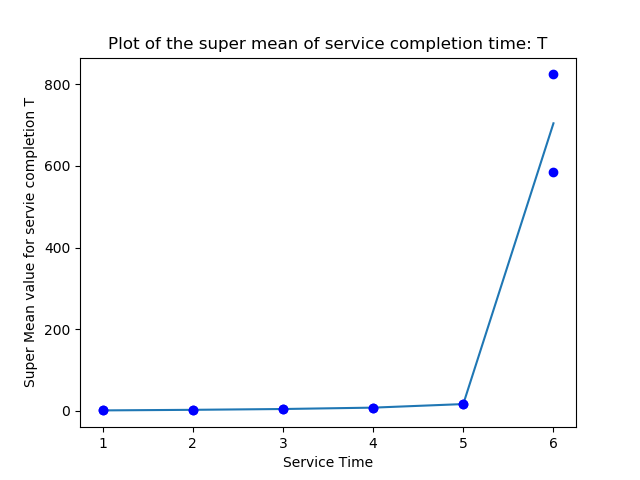 Plot of the super mean of service completion time: T
Super Mean value for servie completion T
800
600
400
200
0
1 2 3 4 5 6
Service Time